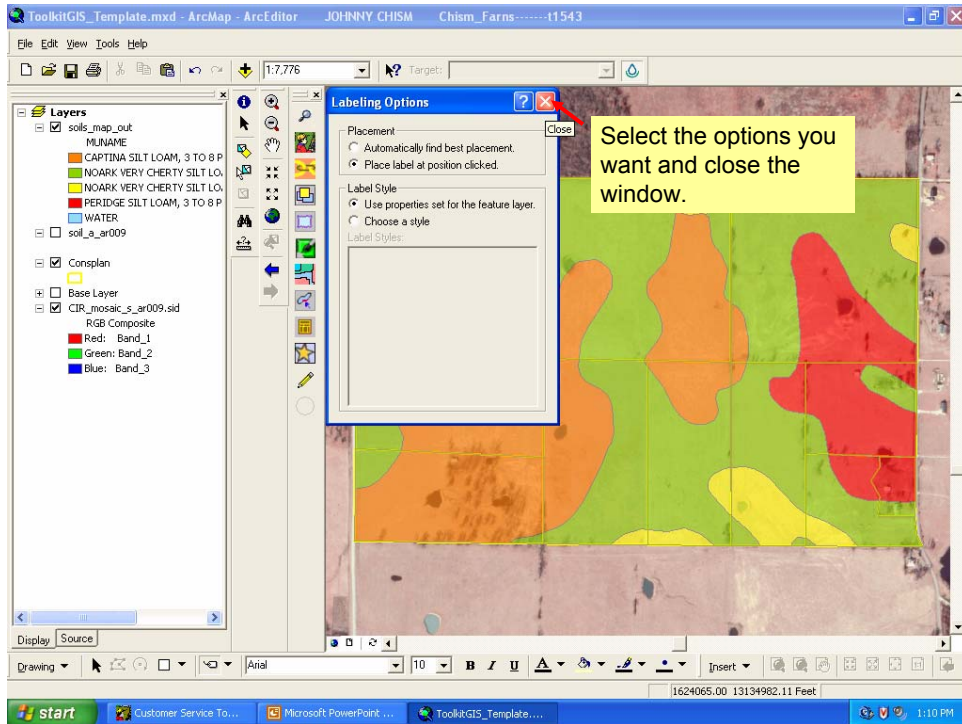 ToolkitGIS_Template.mxd - ArcMap - ArcEditor JOHNNY CHISM Chism_Farns-------t1543
File Edit View Tools Help
1:7,776
Target:
Layers
soils_map_out
MUNAME
CAPTINA SILT LOAM, 3 TO 8 P
NOARK VERY CHERTY SILT LO
NOARK VERY CHERTY SILT LO
PERIDGE SILT LOAM, 3 TO 8 P
WATER
soil_a_ar009
Consplan
Base Layer
CIR_mosaic_s_ar009.sid
RGB Composite
Red: Band_1
Green: Band_2
Blue: Band_3
Labeling Options
Close
Placement
Automatically find best placement.
Place label at position clicked.
Label Style
Use properties set for the feature layer.
Choose a style
Label Styles:
Select the options you
want and close the
window.
Display Source
Drawing Arial 10 B I U A Insert
1624065.00 13134982.11 Feet
start Customer Service To... Microsoft PowerPoint ... ToolkitGIS_Template.... 1:10 PM